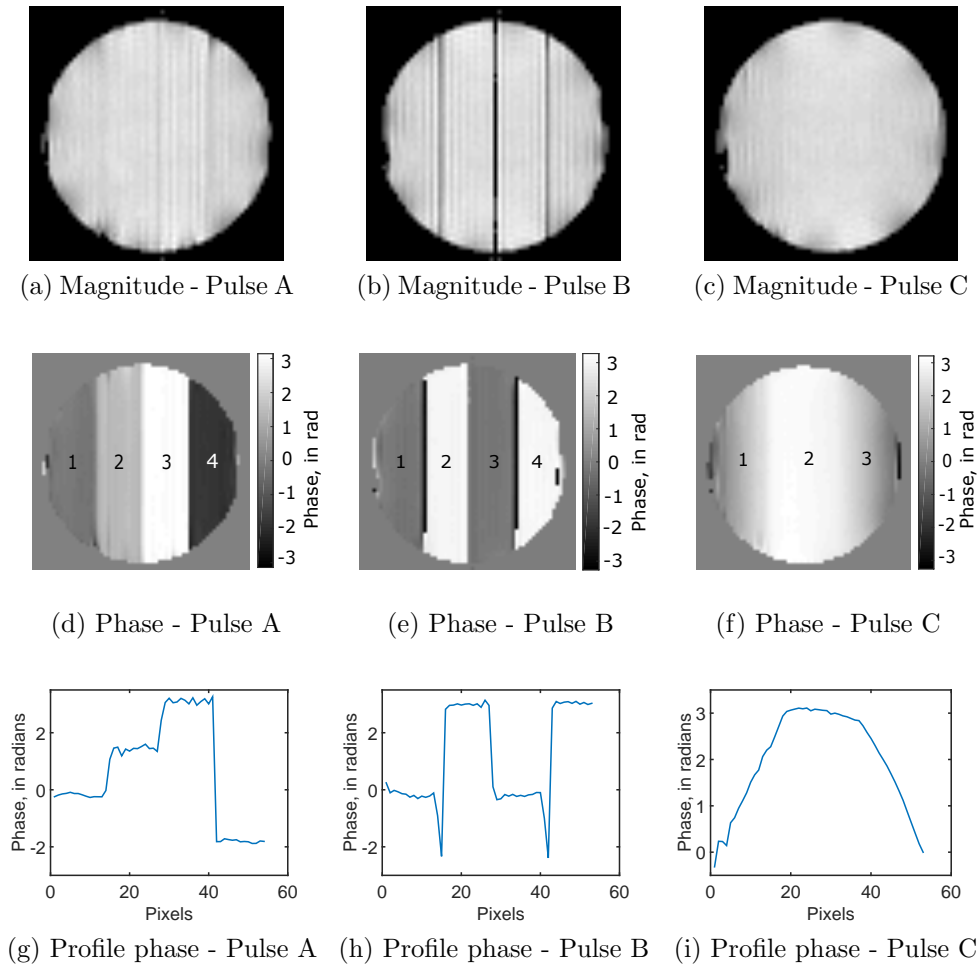 (a) Magnitude - Pulse A
(b) Magnitude - Pulse B
(c) Magnitude - Pulse C
1 2 3 4
3
2
1
0
-1
-2
-3
Phase, in rad
1 2 3 4
3
2
1
0
-1
-2
-3
Phase, in rad
1 2 3
3
2
1
0
-1
-2
-3
Phase, in rad
(d) Phase - Pulse A
(e) Phase - Pulse B
(f) Phase - Pulse C
Phase, in radians
2
0
-2
0 20 40 60
Pixels
Phase, in radians
2
0
-2
0 20 40 60
Pixels
Phase, in radians
3
2
1
0
0 20 40 60
Pixels
(g) Profile phase - Pulse A
(h) Profile phase - Pulse B
(i) Profile phase - Pulse C